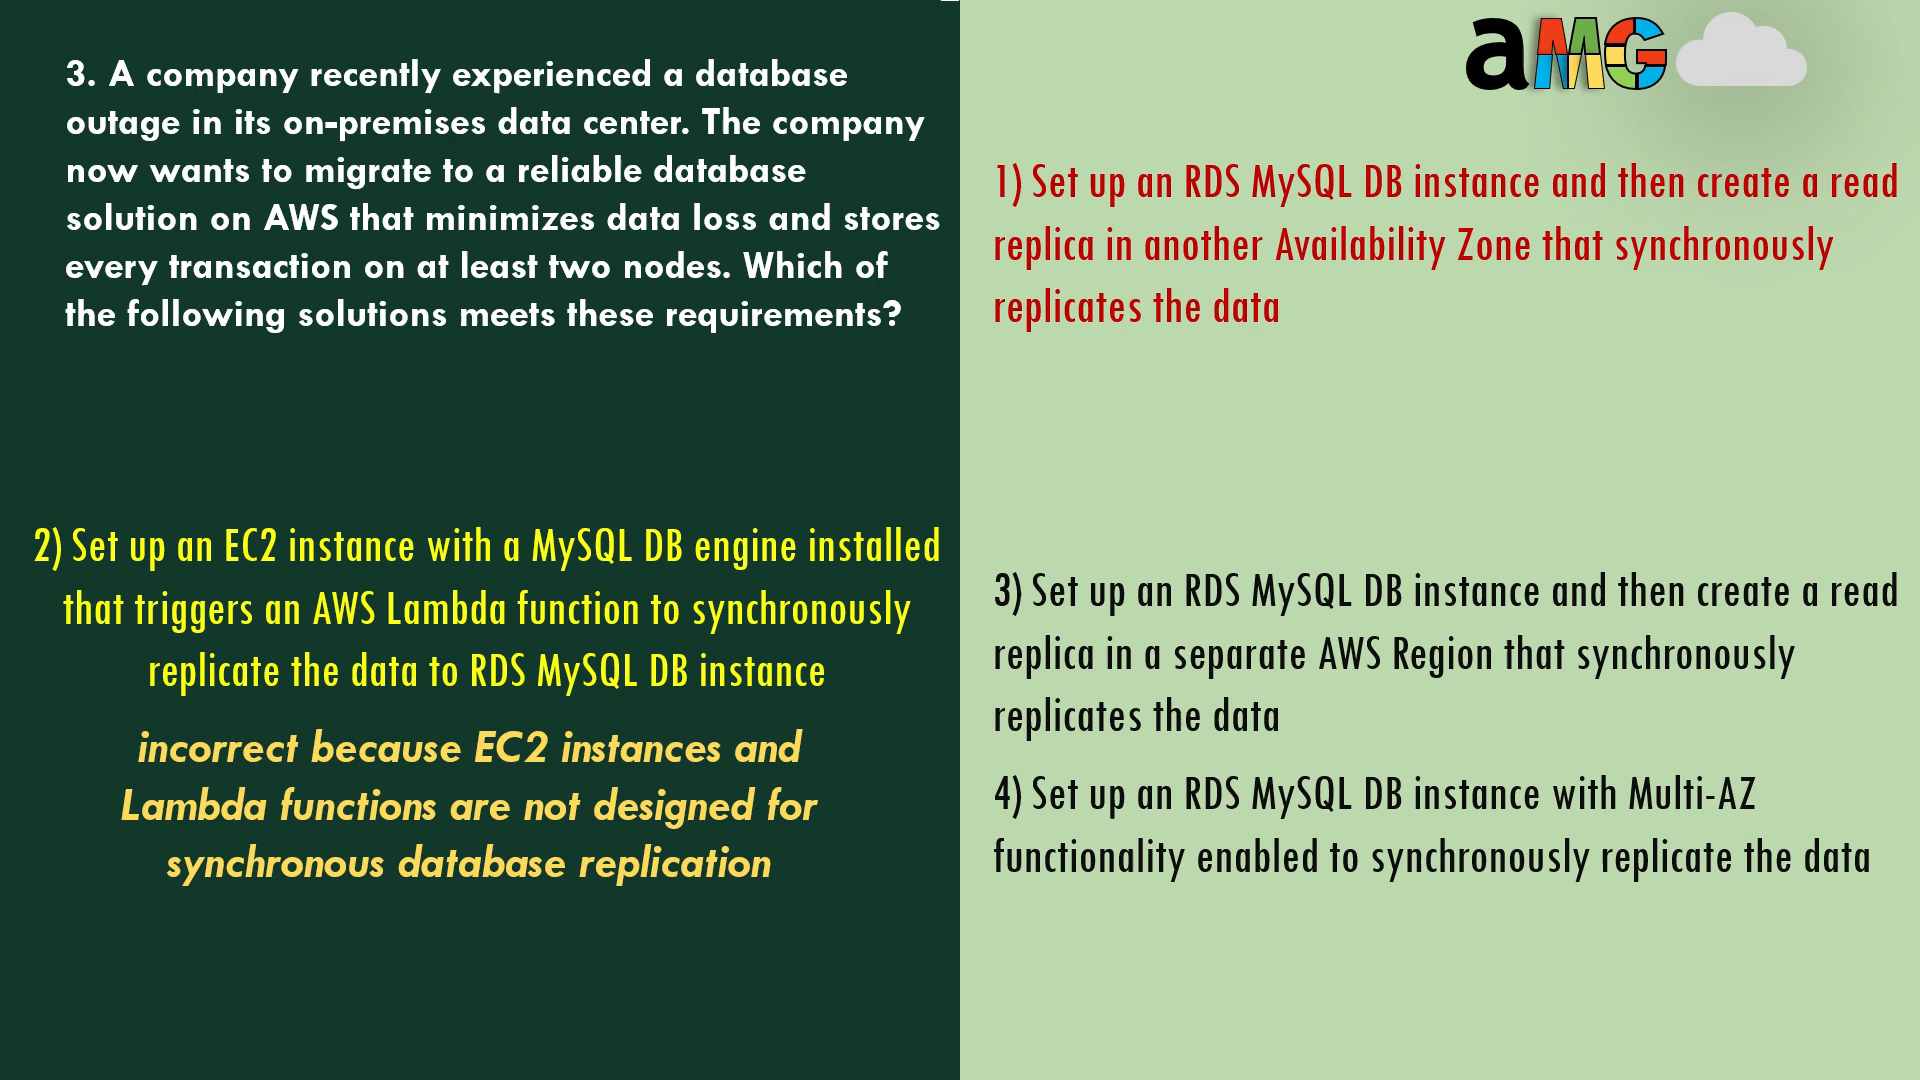 3. A company recently experienced a database
outage in its on-premises data center. The company
now wants to migrate to a reliable database
solution on AWS that minimizes data loss and stores
every transaction on at least two nodes. Which of
the following solutions meets these requirements?
2) Set up an EC2 instance with a MySQL DB engine installed
that triggers an AWS Lambda function to synchronously
replicate the data to RDS MySQL DB instance
incorrect because EC2 instances and
Lambda functions are not designed for
synchronous database replication
aMG
1) Set up an RDS MySQL DB instance and then create a read
replica in another Availability Zone that synchronously
replicates the data
3) Set up an RDS MySQL DB instance and then create a read
replica in a separate AWS Region that synchronously
replicates the data
4) Set up an RDS MySQL DB instance with Multi-AZ
functionality enabled to synchronously replicate the data